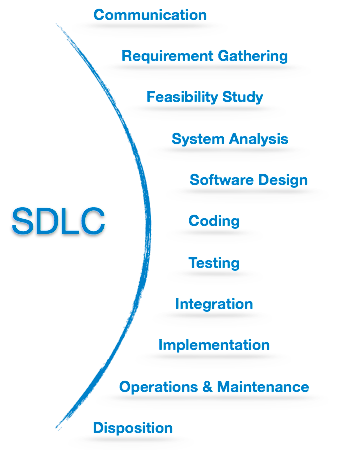 Communication
Requirement Gathering
Feasibility Study
System Analysis
Software Design
SDLC
Coding
Testing
Integration
Implementation
Operations & Maintenance
Disposition